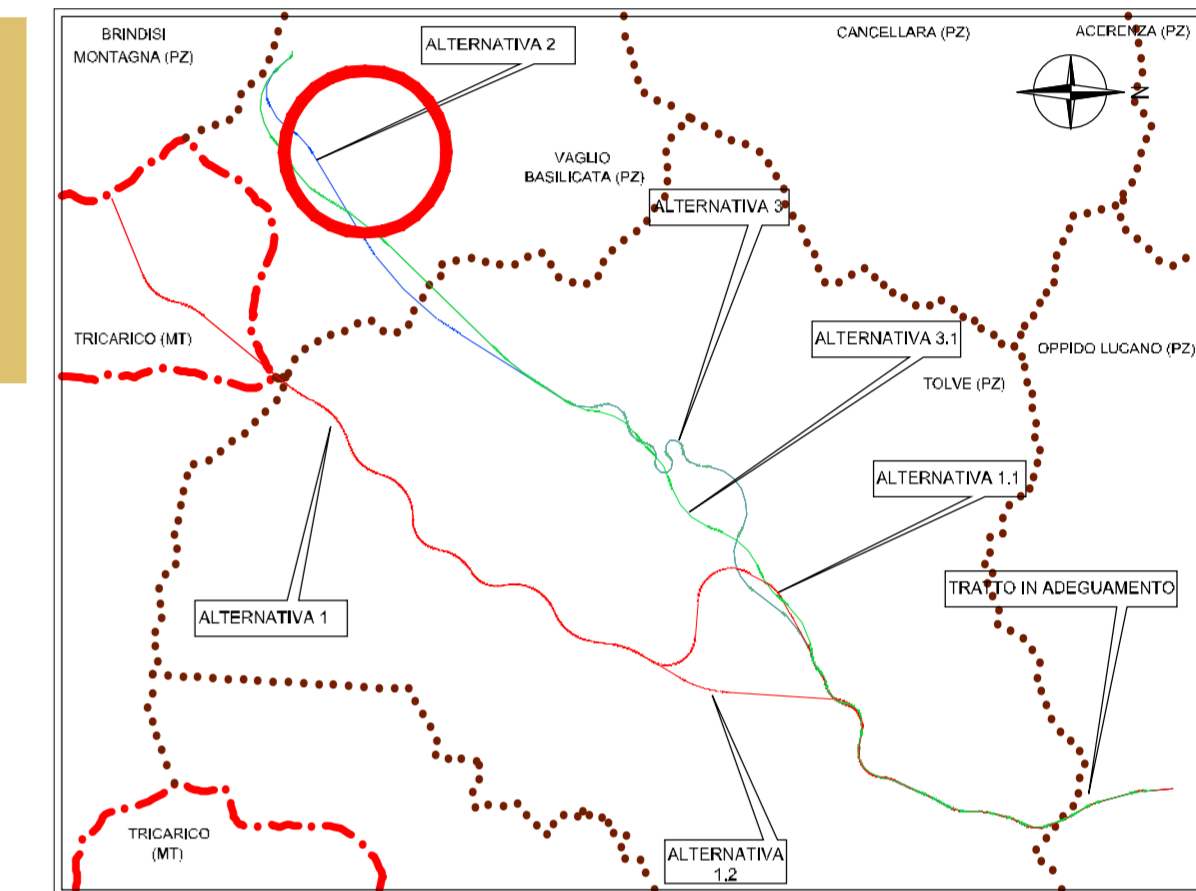 BRINDISI
MONTAGNA (PZ)
ALTERNATIVA 2
CANCELLARA (PZ)
ACERENZA (PZ)
N
VAGLIO
BASILICATA (PZ)
ALTERNATIVA 3
TRICARICO (MT)
ALTERNATIVA 3.1
OPPIDO LUCANO (PZ)
TOLVE (PZ)
ALTERNATIVA 1.1
TRATTO IN ADEGUAMENTO
ALTERNATIVA 1
TRICARICO
(MT)
ALTERNATIVA
1.2